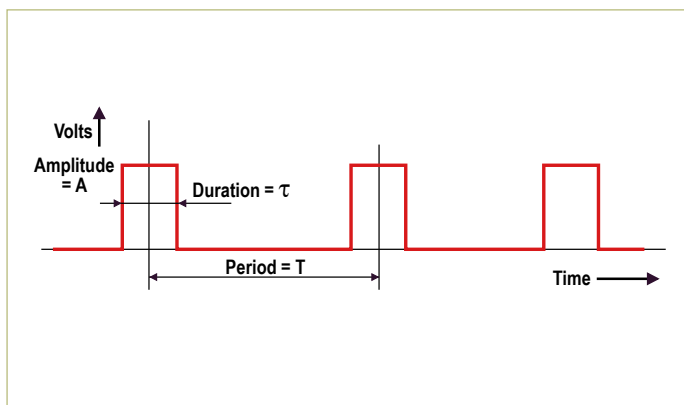 Volts
Amplitude
= A
Duration = τ
Period = T
Time